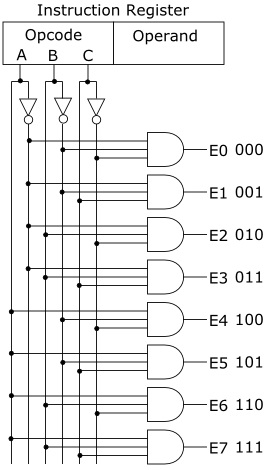 Instruction Register
Opcode Operand
A B C
E0 000
E1 001
E2 010
E3 011
E4 100
E5 101
E6 110
E7 111